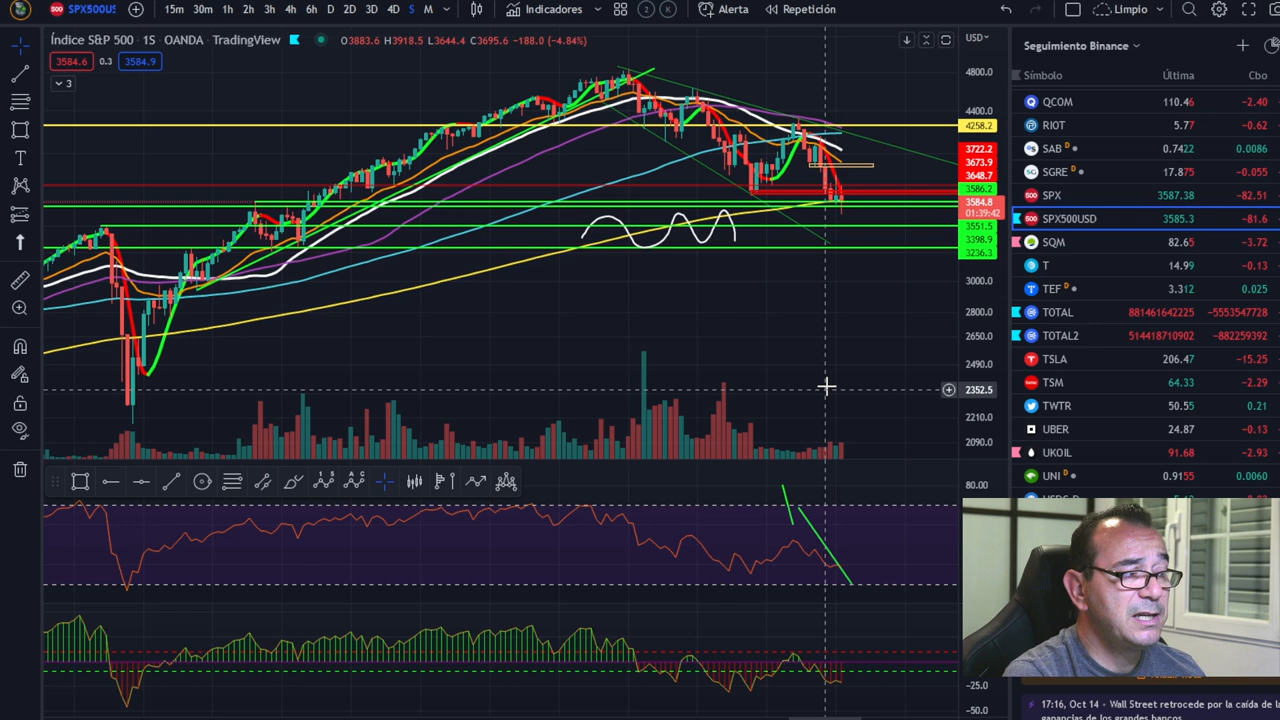 SPX500US
15m 30m 1h 2h 3h 4h 6h D 2D 3D 4D S M
Indicadores
2
Alerta
Repetición
Limpio
Índice S&P 500 · 1S · OANDA · TradingView
O3883.6 H3918.5 L3644.4 C3695.6 -188.0 (-4.84%)
3584.6 0.3 3584.9
3
USD
4800.0
4400.0
4258.2
3722.2
3673.9
3648.7
3586.2
3584.8
01:39:42
3551.5
3398.9
3236.3
3000.0
2800.0
2650.0
2490.0
2352.5
2210.0
2090.0
80.00
-25.0
-50.0
Seguimiento Binance
Símbolo Última Cbo
QCOM 110.46 -2.40
RIOT 5.77 -0.62
SAB D 0.7422 0.0086
SGRE D 17.875 -0.055
SPX 3587.38 -82.51
SPX500USD 3585.3 -81.6
SQM 82.65 -3.72
T 14.99 -0.13
TEF D 3.312 0.025
TOTAL 881461642225 -5553547728
TOTAL2 514418710902 -882259392
TSLA 206.47 -15.25
TSM 64.33 -2.29
TWTR 50.55 0.21
UBER 24.87 -0.13
UKOIL 91.68 -2.93
UNI D 0.9155 0.0060
17:16, Oct 14 • Wall Street retrocede por la caída de las
ganancias de los grandes bancos